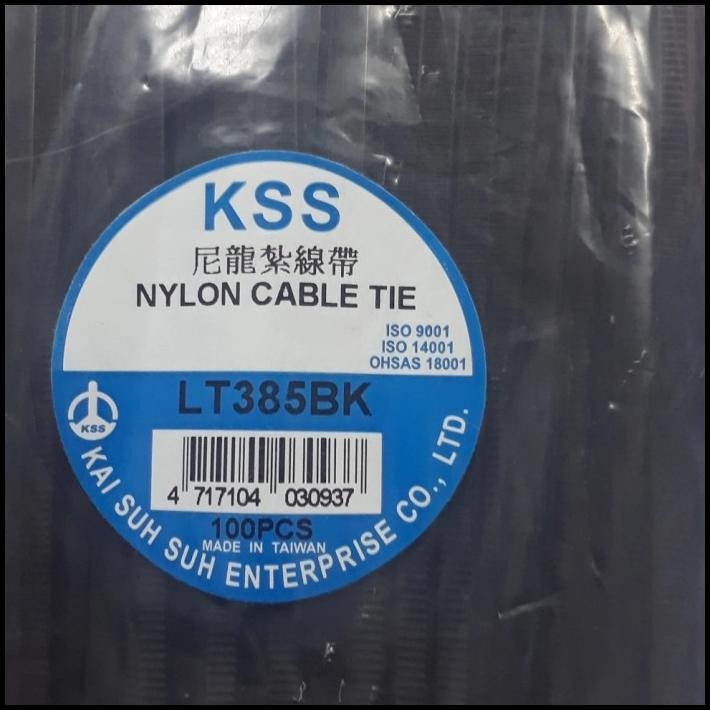 KSS
尼龍紮線帶
NYLON CABLE TIE
ISO 9001
ISO 14001
OHSAS 18001
LT385BK
KSS
4 717104 030937
100PCS
MADE IN TAIWAN
KAI SUH SUH ENTERPRISE CO., LTD.